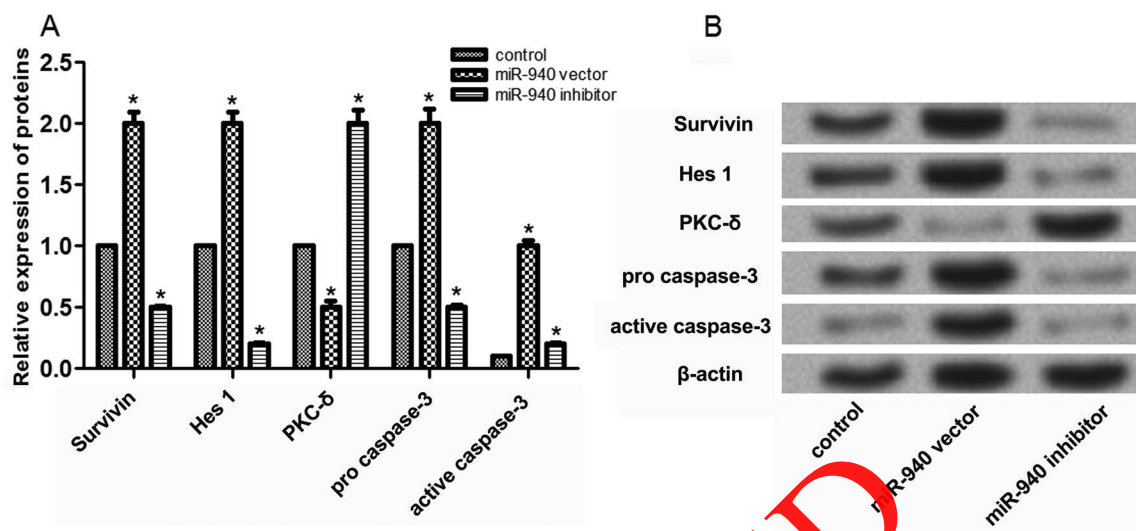 A
Relative expression of proteins
2.5
2.0
1.5
1.0
0.5
0.0
control
miR-940 vector
miR-940 inhibitor
*
*
*
*
*
*
*
*
*
*
Survivin
Hes 1
PKC-δ
pro caspase-3
active caspase-3
B
Survivin
Hes 1
PKC-δ
pro caspase-3
active caspase-3
β-actin
control
miR-940 vector
miR-940 inhibitor
D